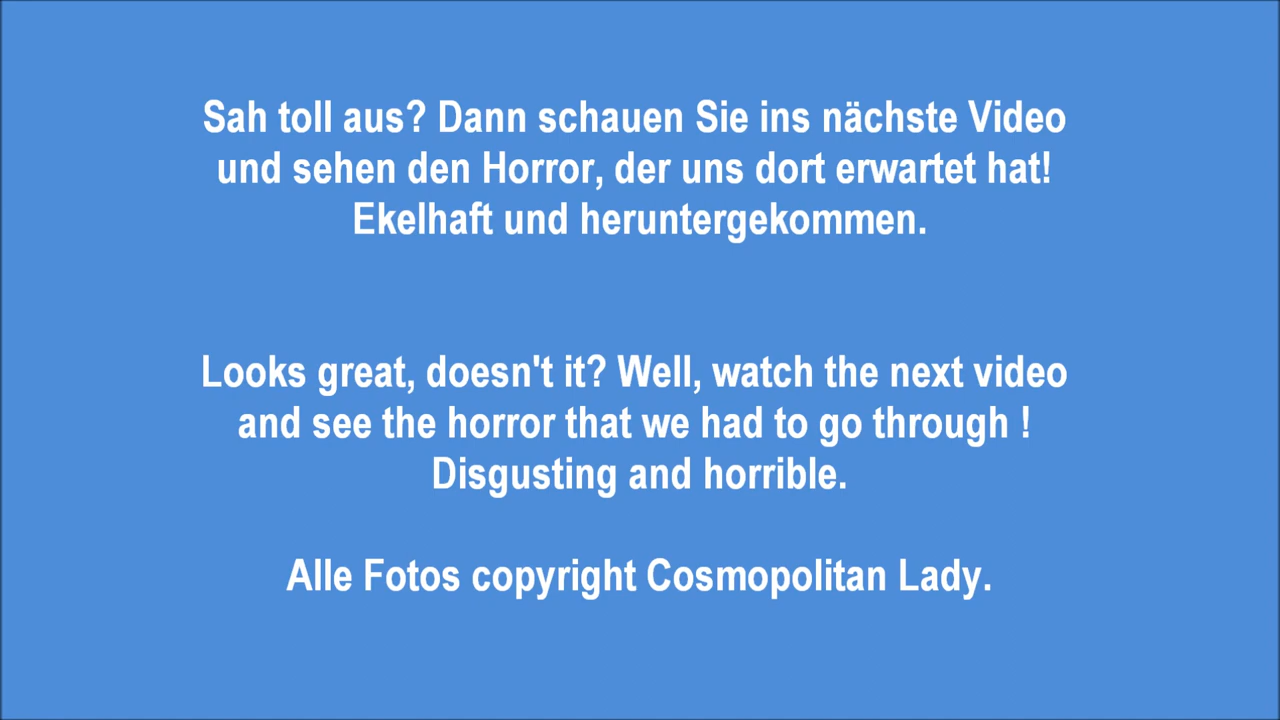 Sah toll aus? Dann schauen Sie ins nächste Video
und sehen den Horror, der uns dort erwartet hat!
Ekelhaft und heruntergekommen.
Looks great, doesn't it? Well, watch the next video
and see the horror that we had to go through !
Disgusting and horrible.
Alle Fotos copyright Cosmopolitan Lady.